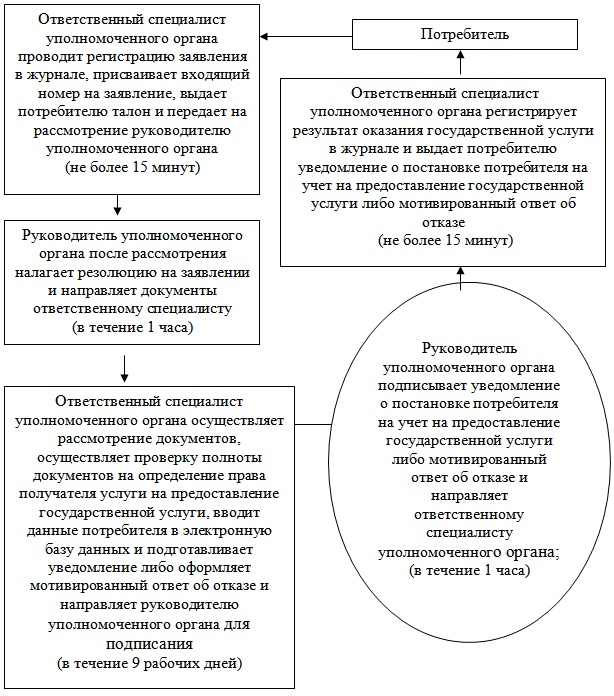 Потребитель
Ответственный специалист
уполномоченного органа
проводит регистрацию заявления
в журнале, присваивает входящий
номер на заявление, выдает
потребителю талон и передает на
рассмотрение руководителю
уполномоченного органа
(не более 15 минут)
Руководитель уполномоченного
органа после рассмотрения
налагает резолюцию на заявлении
и направляет документы
ответственному специалисту
(в течение 1 часа)
Ответственный специалист
уполномоченного органа осуществляет
рассмотрение документов,
осуществляет проверку полноты
документов на определение права
получателя услуги на предоставление
государственной услуги, вводит
данные потребителя в электронную
базу данных и подготавливает
уведомление либо оформляет
мотивированный ответ об отказе и
направляет руководителю
уполномоченного органа для
подписания
(в течение 9 рабочих дней)
Руководитель
уполномоченного органа
подписывает уведомление
о постановке потребителя
на учет на предоставление
государственной услуги
либо мотивированный
ответ об отказе и
направляет
ответственному
специалисту
уполномоченного органа;
(в течение 1 часа)
Ответственный специалист
уполномоченного органа регистрирует
результат оказания государственной услуги
в журнале и выдает потребителю
уведомление о постановке потребителя на
учет на предоставление государственной
услуги либо мотивированный ответ об
отказе
(не более 15 минут)